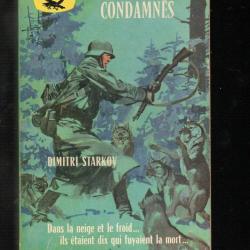 CONDAMNÉS
DIMITRI STARKOV
Dans la neige et le froid...
ils étaient dix qui fuyaient la mort...